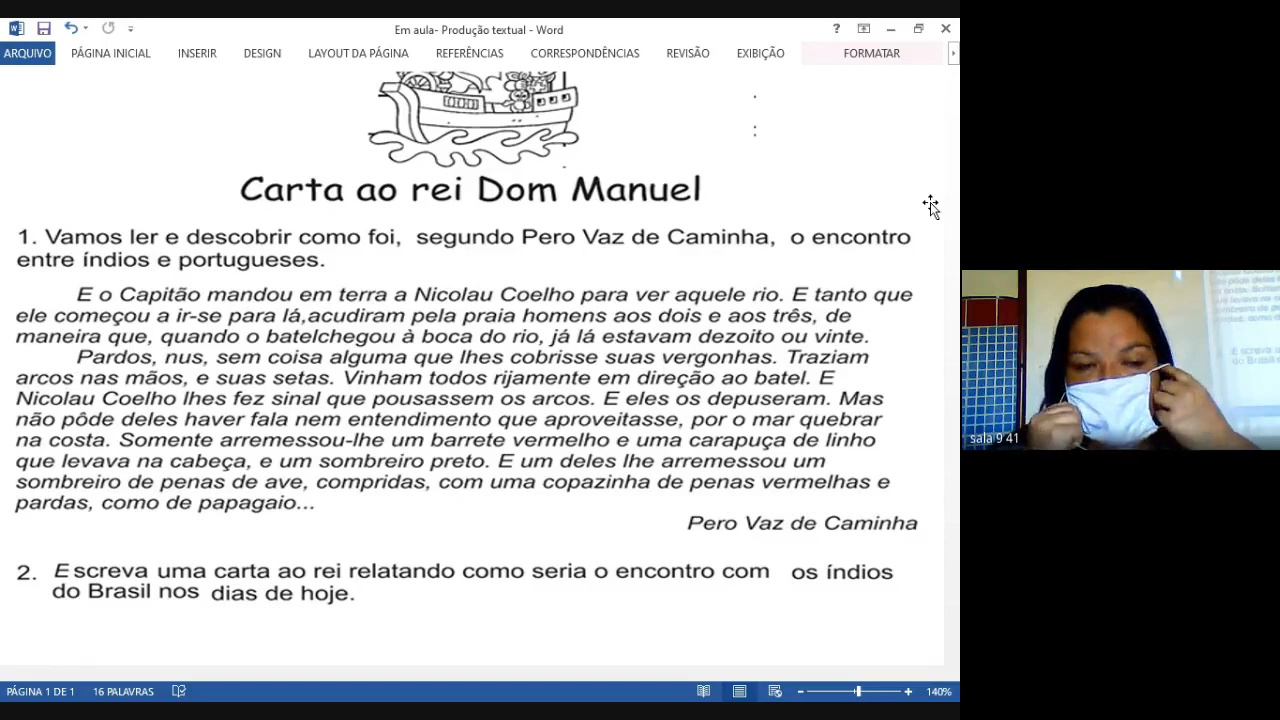 Em aula- Produção textual - Word
ARQUIVO PÁGINA INICIAL INSERIR DESIGN LAYOUT DA PÁGINA REFERÊNCIAS CORRESPONDÊNCIAS REVISÃO EXIBIÇÃO FORMATAR
Carta ao rei Dom Manuel
1. Vamos ler e descobrir como foi, segundo Pero Vaz de Caminha, o encontro
entre índios e portugueses.
E o Capitão mandou em terra a Nicolau Coelho para ver aquele rio. E tanto que
ele começou a ir-se para lá,acudiram pela praia homens aos dois e aos três, de
maneira que, quando o batelchegou à boca do rio, já lá estavam dezoito ou vinte.
Pardos, nus, sem coisa alguma que lhes cobrisse suas vergonhas. Traziam
arcos nas mãos, e suas setas. Vinham todos rijamente em direção ao batel. E
Nicolau Coelho lhes fez sinal que pousassem os arcos. E eles os depuseram. Mas
não pôde deles haver fala nem entendimento que aproveitasse, por o mar quebrar
na costa. Somente arremessou-lhe um barrete vermelho e uma carapuça de linho
que levava na cabeça, e um sombreiro preto. E um deles lhe arremessou um
sombreiro de penas de ave, compridas, com uma copazinha de penas vermelhas e
pardas, como de papagaio...
Pero Vaz de Caminha
2. Escreva uma carta ao rei relatando como seria o encontro com os índios
do Brasil nos dias de hoje.
sala 9 41
PÁGINA 1 DE 1 16 PALAVRAS 140%